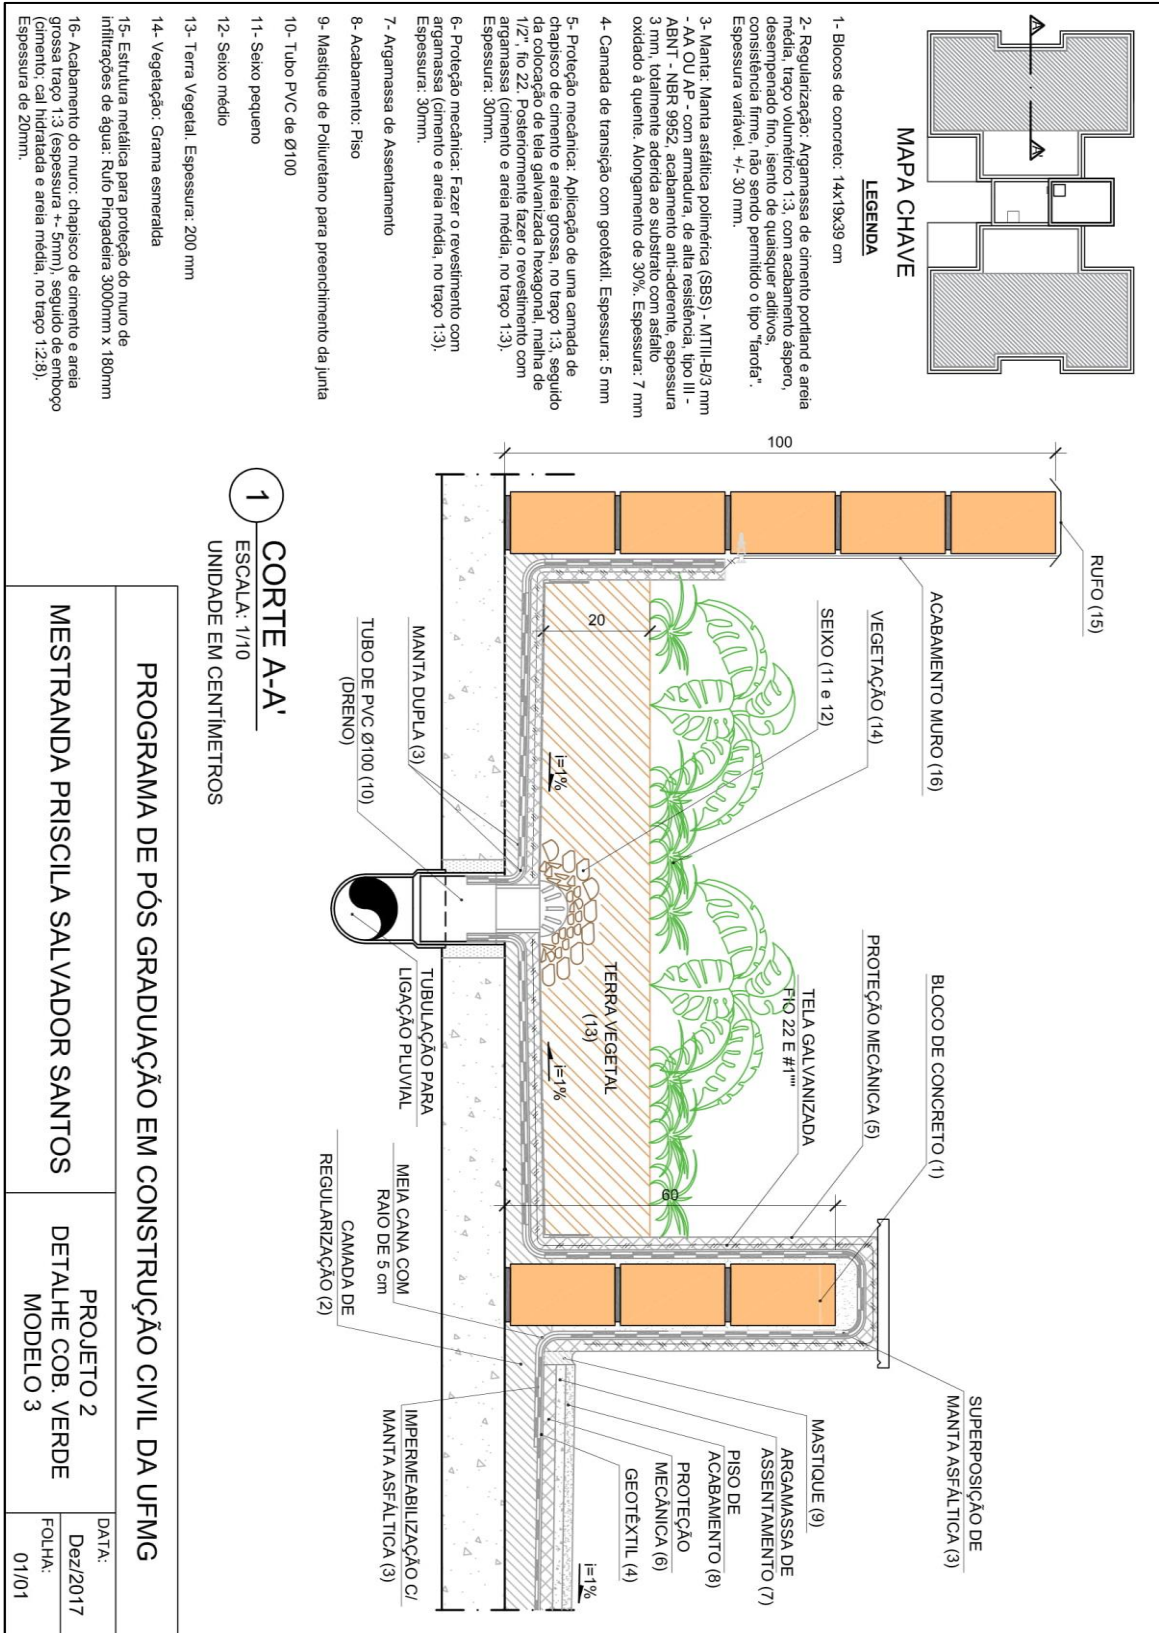 MAPA CHAVE
A
A'
LEGENDA
1- Blocos de concreto: 14x19x39 cm
2- Regularização: Argamassa de cimento portland e areia
média, traço volumétrico 1:3, com acabamento áspero,
desempenado fino, isento de quaisquer aditivos,
consistência firme, não sendo permitido o tipo "farofa".
Espessura variável. +/- 30 mm.
3- Manta: Manta asfáltica polimérica (SBS) - MTIII-B/3 mm
- AA OU AP - com armadura, de alta resistência, tipo III -
ABNT - NBR 9952, acabamento anti-aderente, espessura
3 mm, totalmente aderida ao substrato com asfalto
oxidado à quente. Alongamento de 30%. Espessura: 7 mm
4- Camada de transição com geotêxtil. Espessura: 5 mm
5- Proteção mecânica: Aplicação de uma camada de
chapisco de cimento e areia grossa, no traço 1:3, seguido
da colocação de tela galvanizada hexagonal, malha de
1/2", fio 22. Posteriormente fazer o revestimento com
argamassa (cimento e areia média, no traço 1:3).
Espessura: 30mm.
6- Proteção mecânica: Fazer o revestimento com
argamassa (cimento e areia média, no traço 1:3).
Espessura: 30mm.
7- Argamassa de Assentamento
8- Acabamento: Piso
9- Mastique de Poliuretano para preenchimento da junta
10- Tubo PVC de Ø100
11- Seixo pequeno
12- Seixo médio
13- Terra Vegetal. Espessura: 200 mm
14- Vegetação: Grama esmeralda
15- Estrutura metálica para proteção do muro de
infiltrações de água: Rufo Pingadeira 3000mm x 180mm
16- Acabamento do muro: chapisco de cimento e areia
grossa traço 1:3 (espessura +- 5mm), seguido de emboço
(cimento; cal hidratada e areia média, no traço 1:2:8).
Espessura de 20mm.
RUFO (15)
ACABAMENTO MURO (16)
VEGETAÇÃO (14)
SEIXO (11 e 12)
PROTEÇÃO MECÂNICA (5)
BLOCO DE CONCRETO (1)
TELA GALVANIZADA
FIO 22 E #1""
SUPERPOSIÇÃO DE
MANTA ASFÁLTICA (3)
MASTIQUE (9)
ARGAMASSA DE
ASSENTAMENTO (7)
PISO DE
ACABAMENTO (8)
PROTEÇÃO
MECÂNICA (6)
GEOTÊXTIL (4)
IMPERMEABILIZAÇÃO C/
MANTA ASFÁLTICA (3)
100
20
60
i=1%
i=1%
i=1%
TERRA VEGETAL
(13)
MANTA DUPLA (3)
TUBO DE PVC Ø100 (10)
(DRENO)
TUBULAÇÃO PARA
LIGAÇÃO PLUVIAL
MEIA CANA COM
RAIO DE 5 cm
CAMADA DE
REGULARIZAÇÃO (2)
1
CORTE A-A'
ESCALA: 1/10
UNIDADE EM CENTÍMETROS
PROGRAMA DE PÓS GRADUAÇÃO EM CONSTRUÇÃO CIVIL DA UFMG
MESTRANDA PRISCILA SALVADOR SANTOS
PROJETO 2
DETALHE COB. VERDE
MODELO 3
DATA:
Dez/2017
FOLHA:
01/01